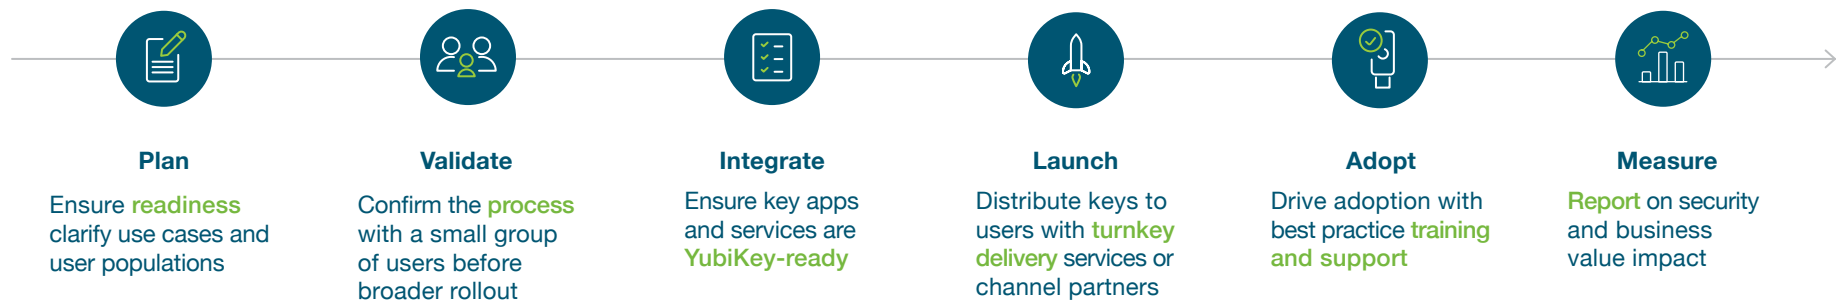 Plan
Ensure readiness
clarify use cases and
user populations
Validate
Confirm the process
with a small group
of users before
broader rollout
Integrate
Ensure key apps
and services are
YubiKey-ready
Launch
Distribute keys to
users with turnkey
delivery services or
channel partners
Adopt
Drive adoption with
best practice training
and support
Measure
Report on security
and business
value impact